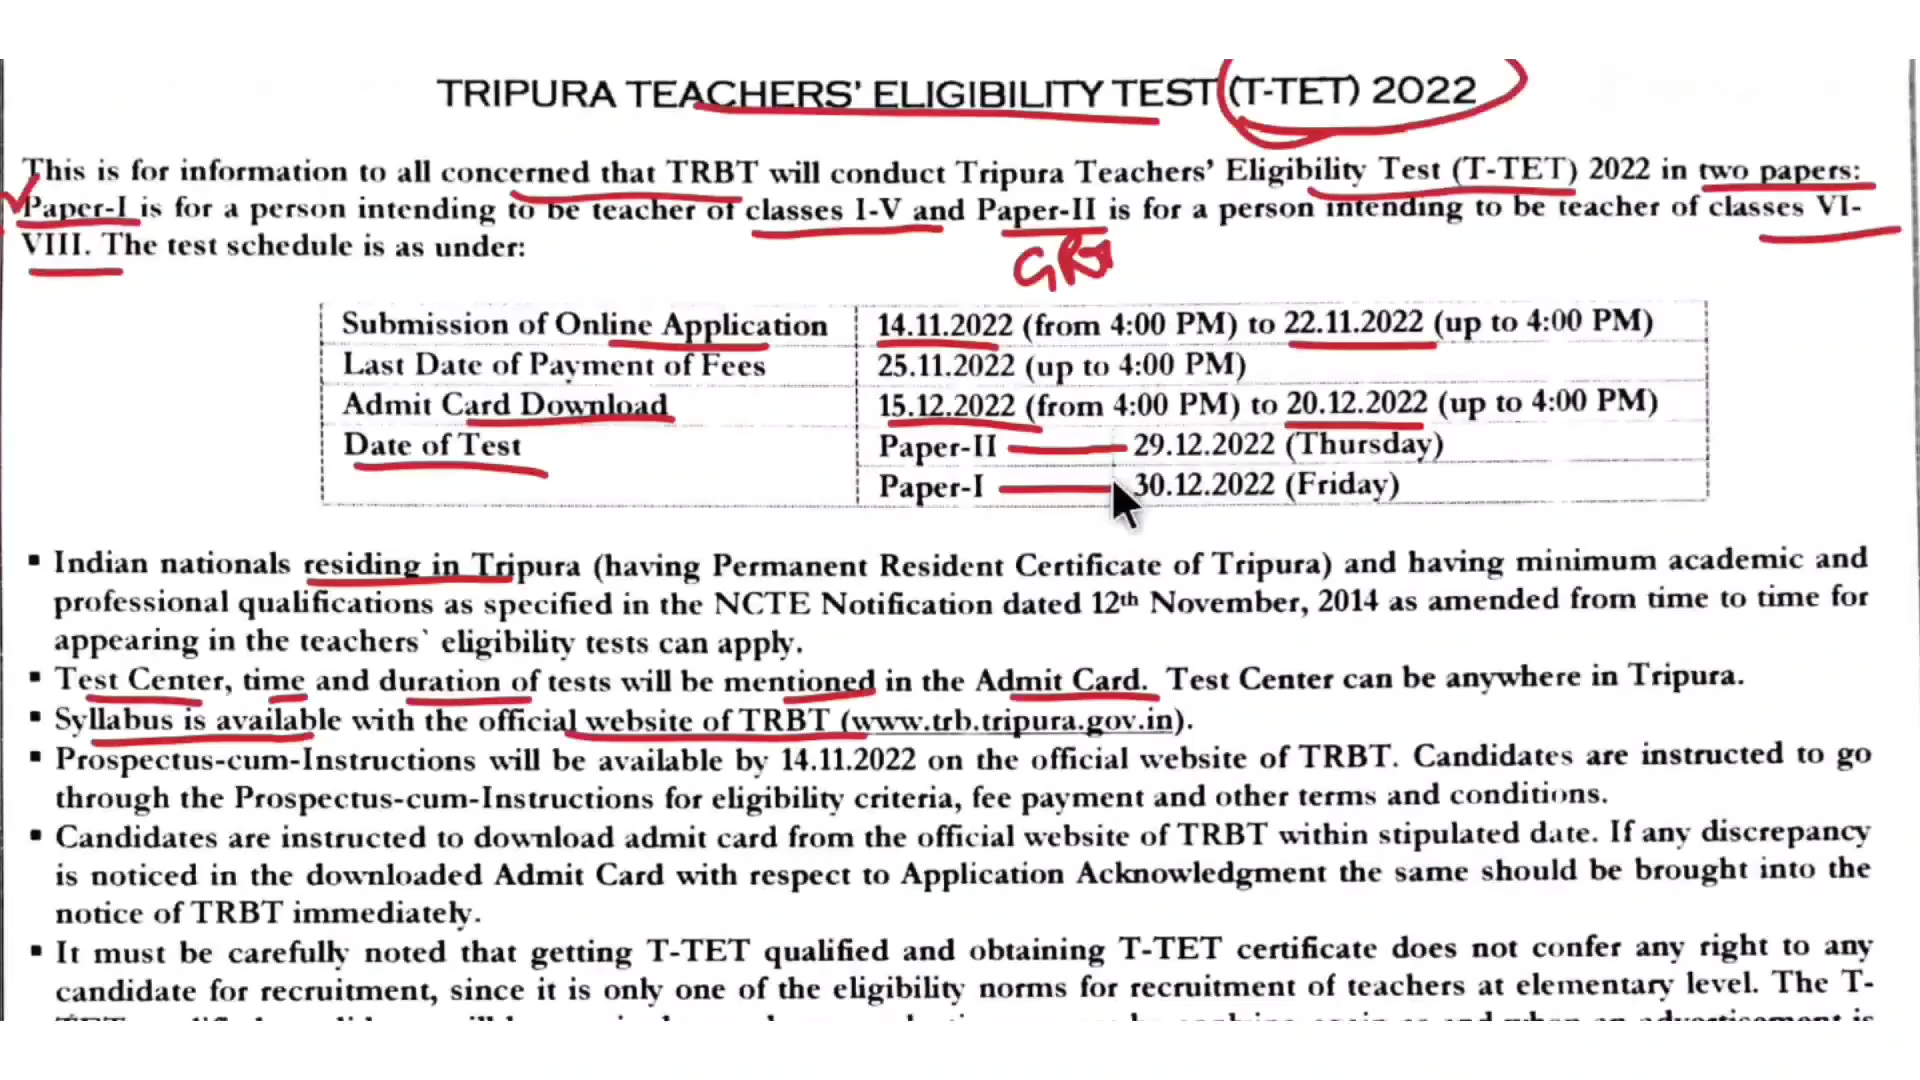 TRIPURA TEACHERS' ELIGIBILITY TEST (T-TET) 2022
This is for information to all concerned that TRBT will conduct Tripura Teachers' Eligibility Test (T-TET) 2022 in two papers:
Paper-I is for a person intending to be teacher of classes I-V and Paper-II is for a person intending to be teacher of classes VI-
VIII. The test schedule is as under:
Submission of Online Application 14.11.2022 (from 4:00 PM) to 22.11.2022 (up to 4:00 PM)
Last Date of Payment of Fees 25.11.2022 (up to 4:00 PM)
Admit Card Download 15.12.2022 (from 4:00 PM) to 20.12.2022 (up to 4:00 PM)
Date of Test Paper-II 29.12.2022 (Thursday)
Paper-I 30.12.2022 (Friday)
▪ Indian nationals residing in Tripura (having Permanent Resident Certificate of Tripura) and having minimum academic and
professional qualifications as specified in the NCTE Notification dated 12th November, 2014 as amended from time to time for
appearing in the teachers` eligibility tests can apply.
▪ Test Center, time and duration of tests will be mentioned in the Admit Card. Test Center can be anywhere in Tripura.
▪ Syllabus is available with the official website of TRBT (www.trb.tripura.gov.in).
▪ Prospectus-cum-Instructions will be available by 14.11.2022 on the official website of TRBT. Candidates are instructed to go
through the Prospectus-cum-Instructions for eligibility criteria, fee payment and other terms and conditions.
▪ Candidates are instructed to download admit card from the official website of TRBT within stipulated date. If any discrepancy
is noticed in the downloaded Admit Card with respect to Application Acknowledgment the same should be brought into the
notice of TRBT immediately.
▪ It must be carefully noted that getting T-TET qualified and obtaining T-TET certificate does not confer any right to any
candidate for recruitment, since it is only one of the eligibility norms for recruitment of teachers at elementary level. The T-